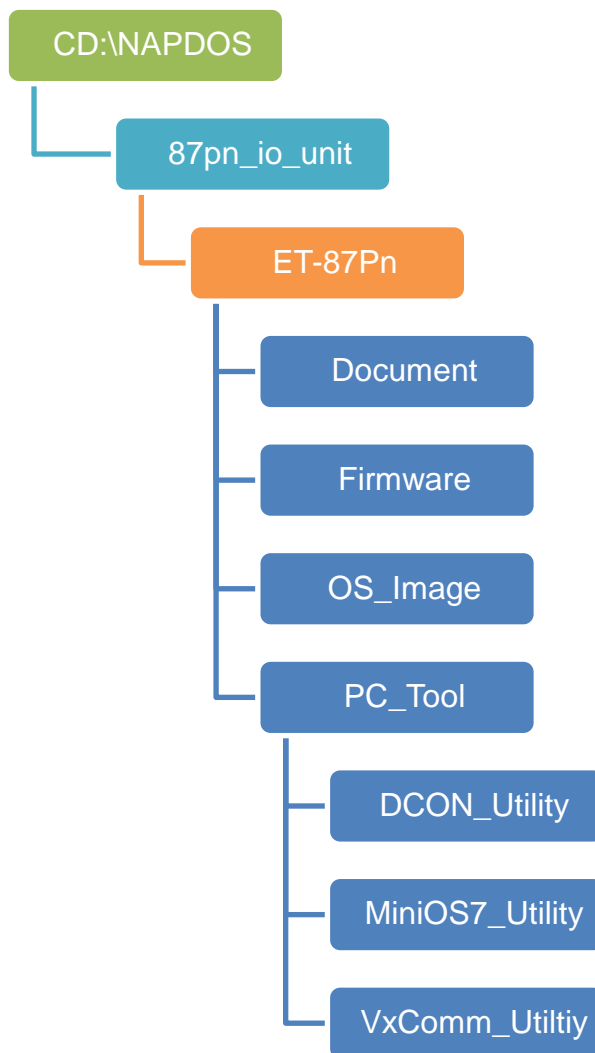 CD:\NAPDOS
87pn_io_unit
ET-87Pn
Document
Firmware
OS_Image
PC_Tool
DCON_Utility
MiniOS7_Utility
VxComm_Utiltiy